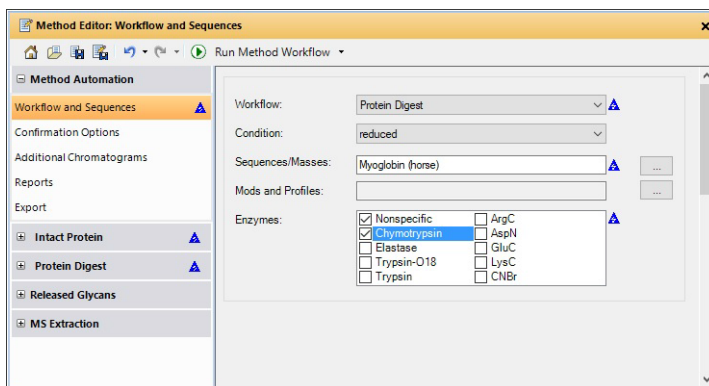 Method Editor: Workflow and Sequences
Run Method Workflow
Method Automation
Workflow and Sequences
Confirmation Options
Additional Chromatograms
Reports
Export
Intact Protein
Protein Digest
Released Glycans
MS Extraction
Workflow: Protein Digest
Condition: reduced
Sequences/Masses: Myoglobin (horse) ...
Mods and Profiles: ...
Enzymes: Nonspecific ArgC
Chymotrypsin AspN
Elastase GluC
Trypsin-O18 LysC
Trypsin CNBr